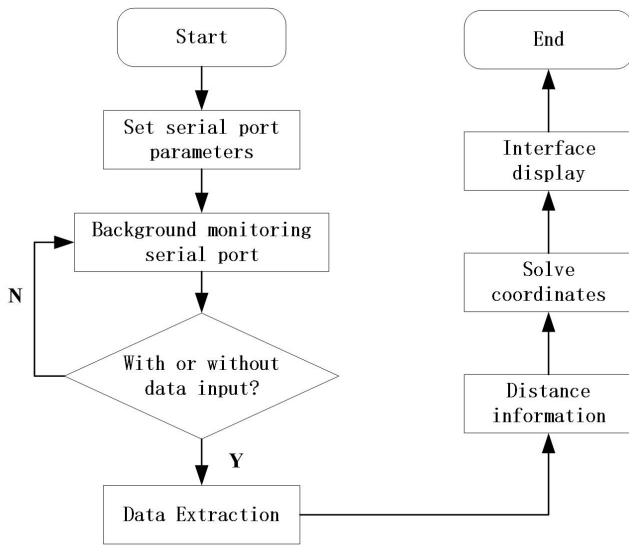 Start
Set serial port
parameters
Background monitoring
serial port
N
With or without
data input?
Y
Data Extraction
End
Interface
display
Solve
coordinates
Distance
information